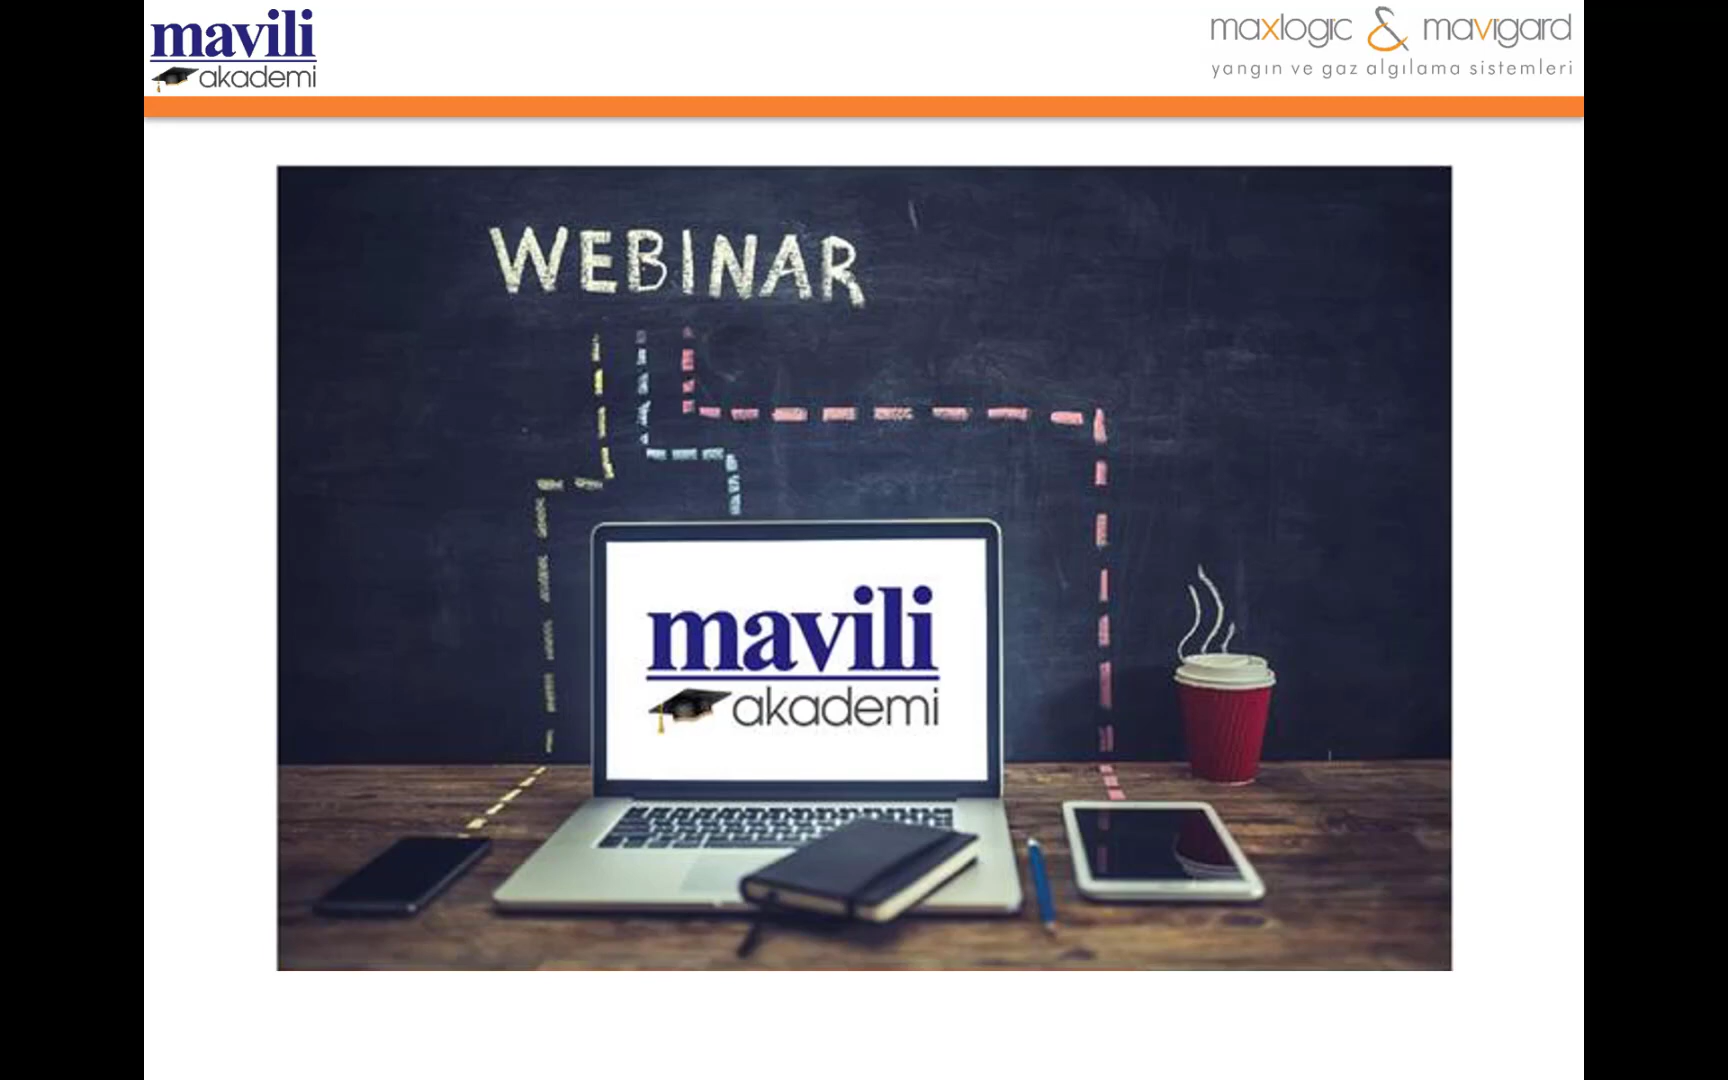 mavili
akademi
maxlogic & mavigard
yangın ve gaz algılama sistemleri
WEBINAR
mavili
akademi